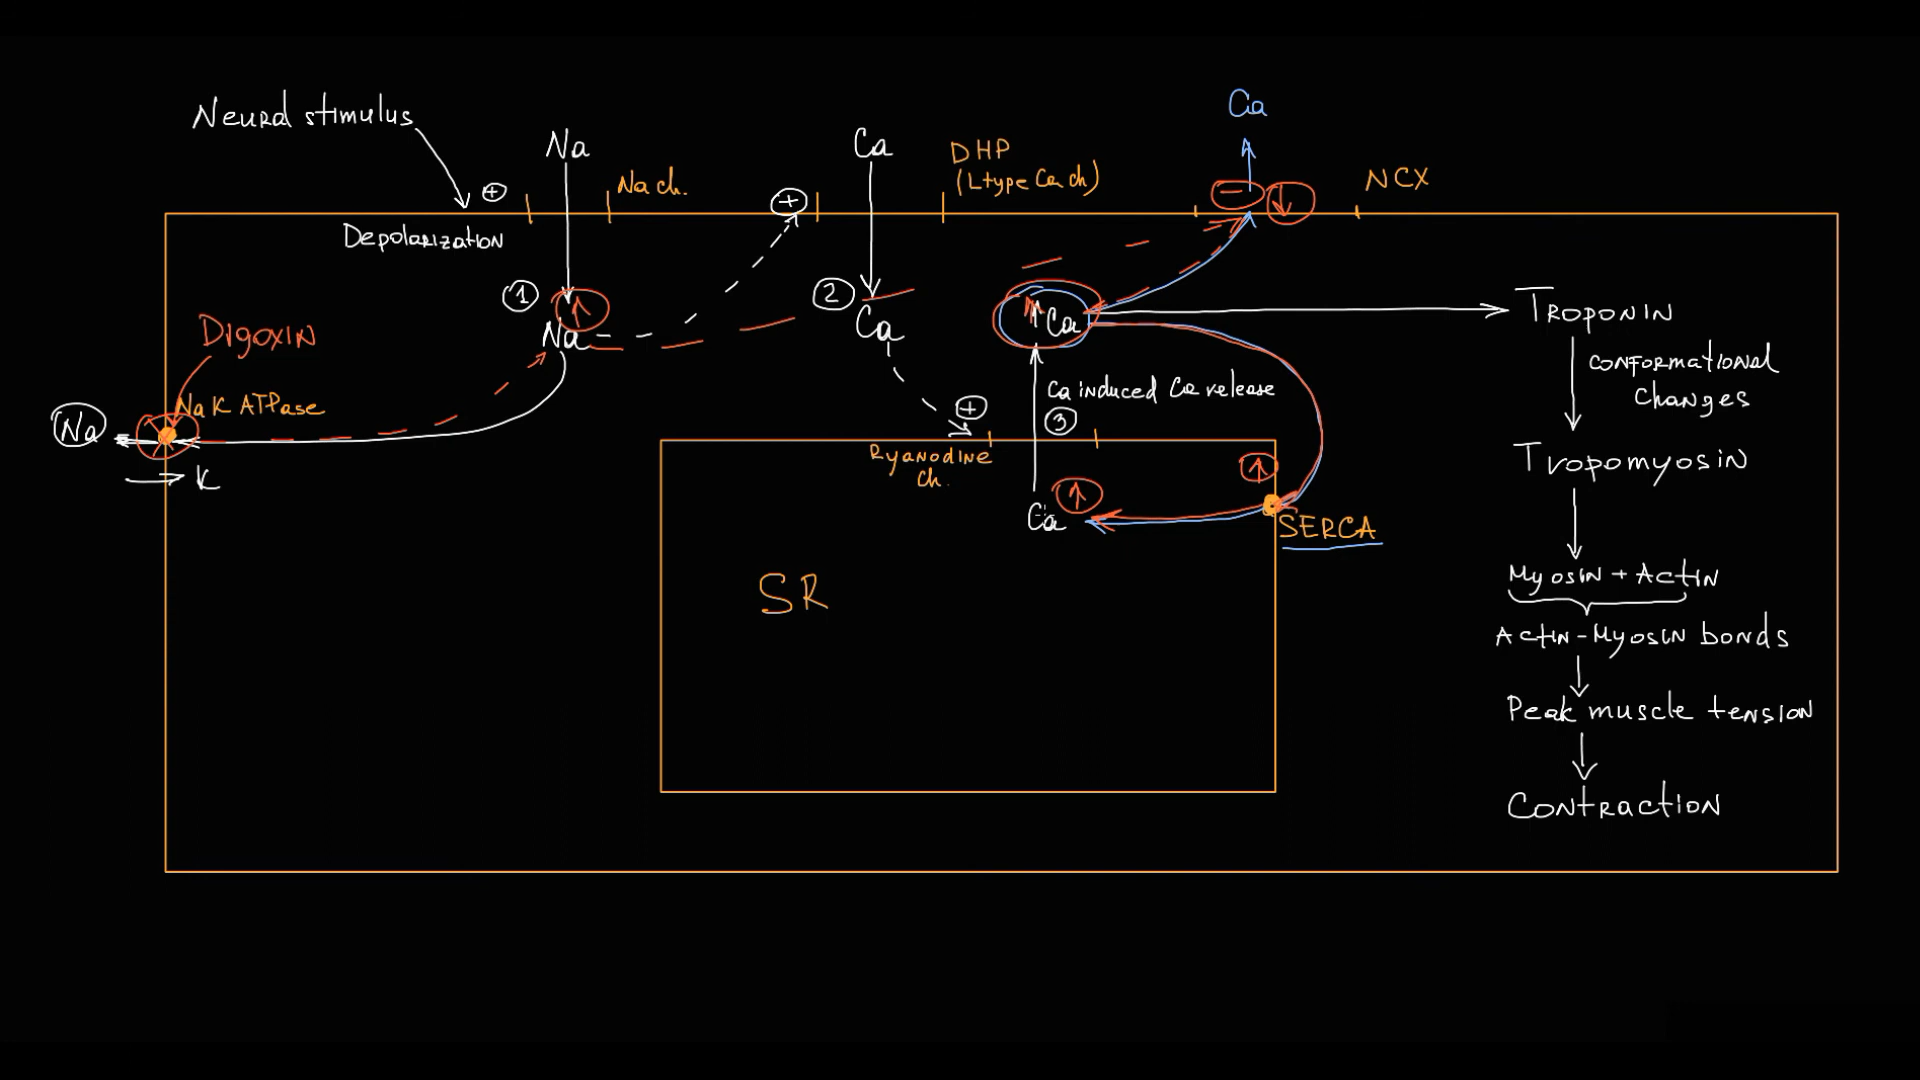 Neural stimulus
Depolarization
Na
Na ch.
Ca
DHP
(L type Ca ch)
Ca
NCX
1
Na
2
Ca
↑ Ca
Digoxin
Na K ATPase
Na
K
Ca induced Ca release
3
Ryanodine
ch.
Ca
SERCA
SR
Troponin
conformational
changes
Tropomyosin
Myosin + Actin
Actin-Myosin bonds
Peak muscle tension
Contraction